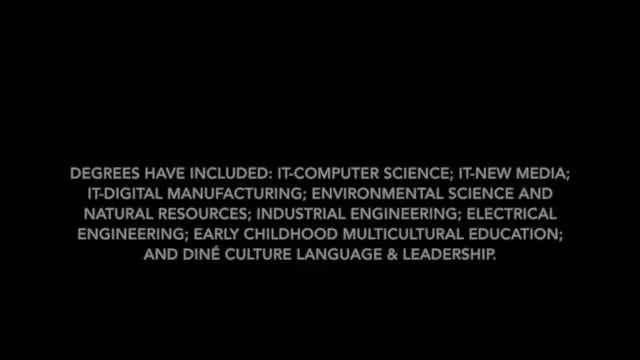 DEGREES HAVE INCLUDED: IT-COMPUTER SCIENCE; IT-NEW MEDIA;
IT-DIGITAL MANUFACTURING; ENVIRONMENTAL SCIENCE AND
NATURAL RESOURCES; INDUSTRIAL ENGINEERING; ELECTRICAL
ENGINEERING; EARLY CHILDHOOD MULTICULTURAL EDUCATION;
AND DINÉ CULTURE LANGUAGE & LEADERSHIP.